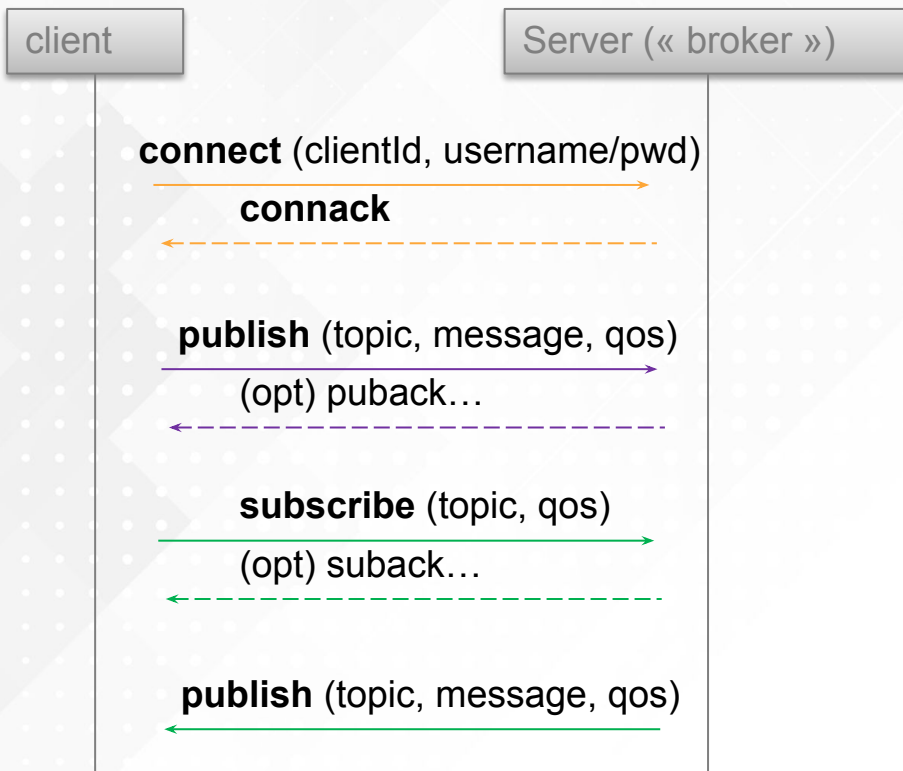 client
Server (« broker »)
connect (clientId, username/pwd)
connack
publish (topic, message, qos)
(opt) puback…
subscribe (topic, qos)
(opt) suback…
publish (topic, message, qos)